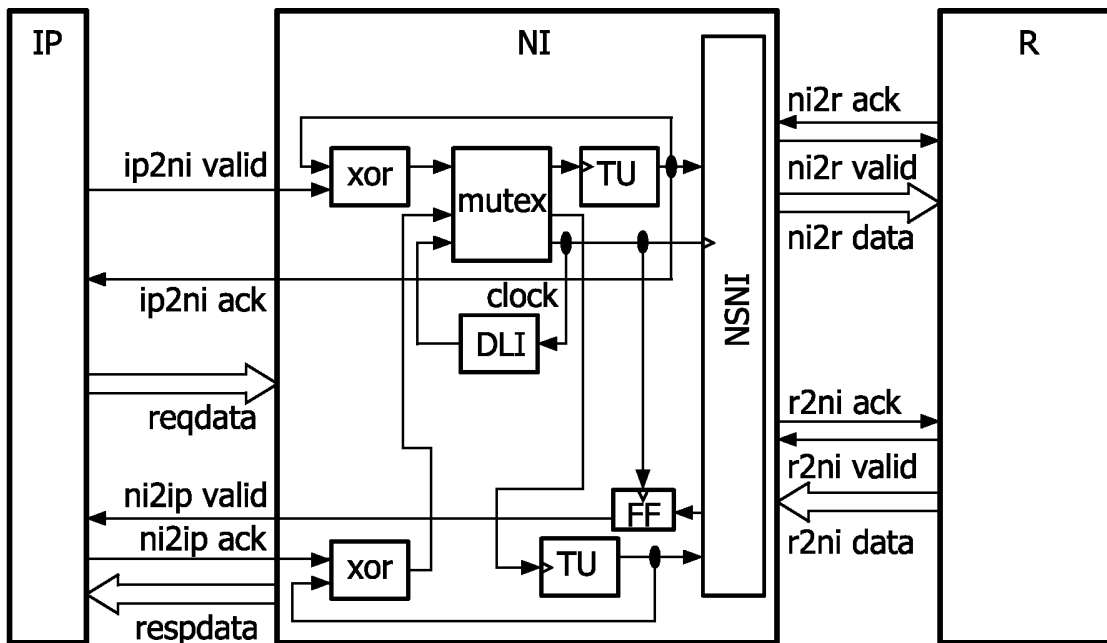 IP
NI
R
ni2r ack
ip2ni valid
xor
TU
ni2r valid
mutex
ni2r data
ip2ni ack
clock
NSNI
DLI
reqdata
r2ni ack
ni2ip valid
r2ni valid
FF
ni2ip ack
r2ni data
xor
TU
respdata